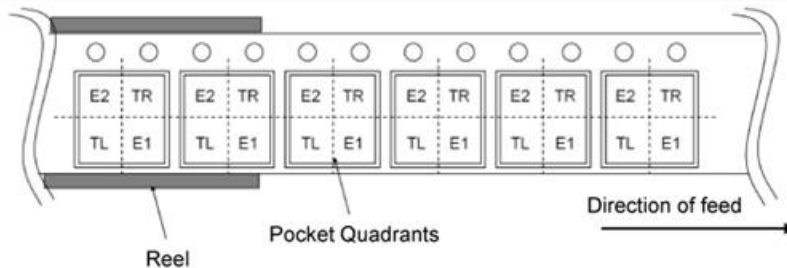 E2 TR E2 TR E2 TR E2 TR E2 TR E2 TR
TL E1 TL E1 TL E1 TL E1 TL E1 TL E1
Direction of feed
Pocket Quadrants
Reel